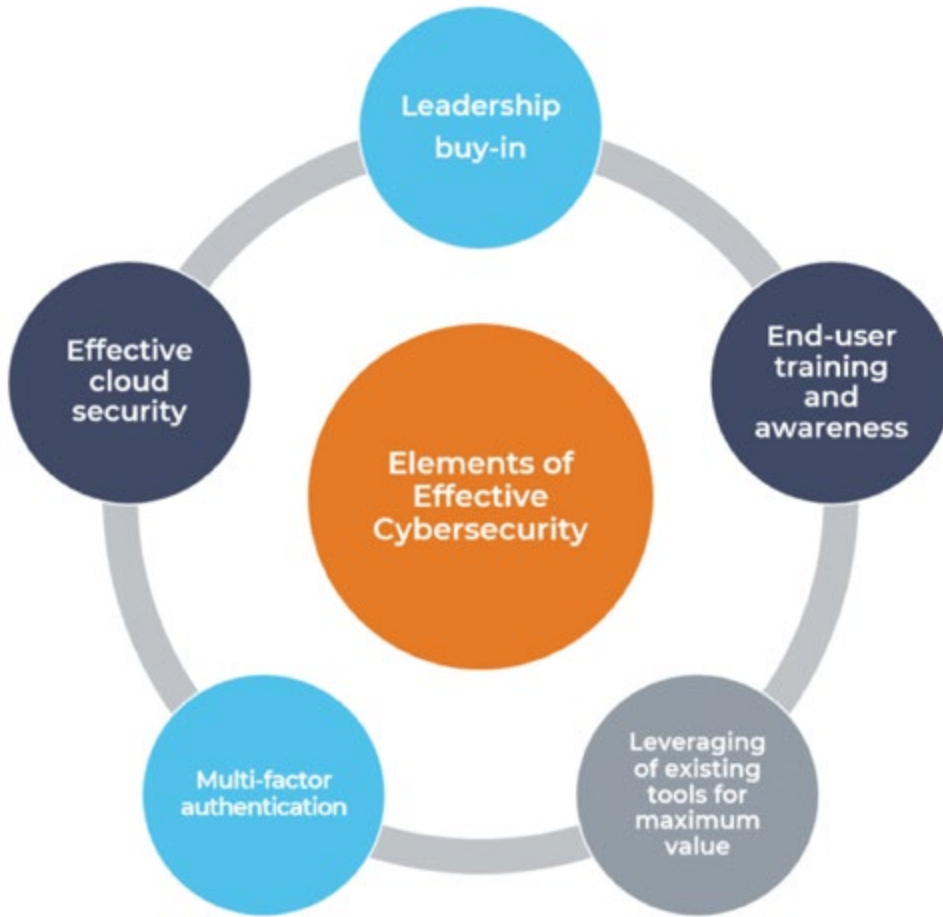 Leadership
buy-in
End-user
training
and
awareness
Leveraging
of existing
tools for
maximum
value
Multi-factor
authentication
Effective
cloud
security
Elements of
Effective
Cybersecurity